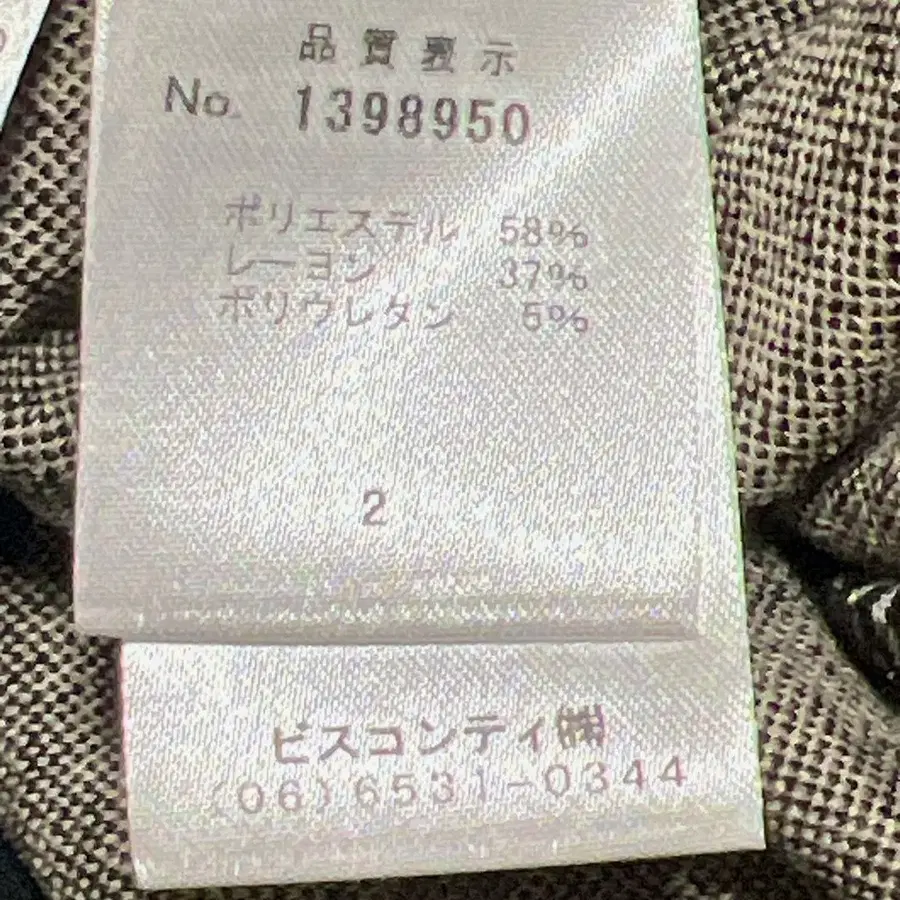 品質表示
No. 1398950
ポリエステル 58%
レーヨン 37%
ポリウレタン 5%
2
ビスコンティ㈱
(06)6531-0344